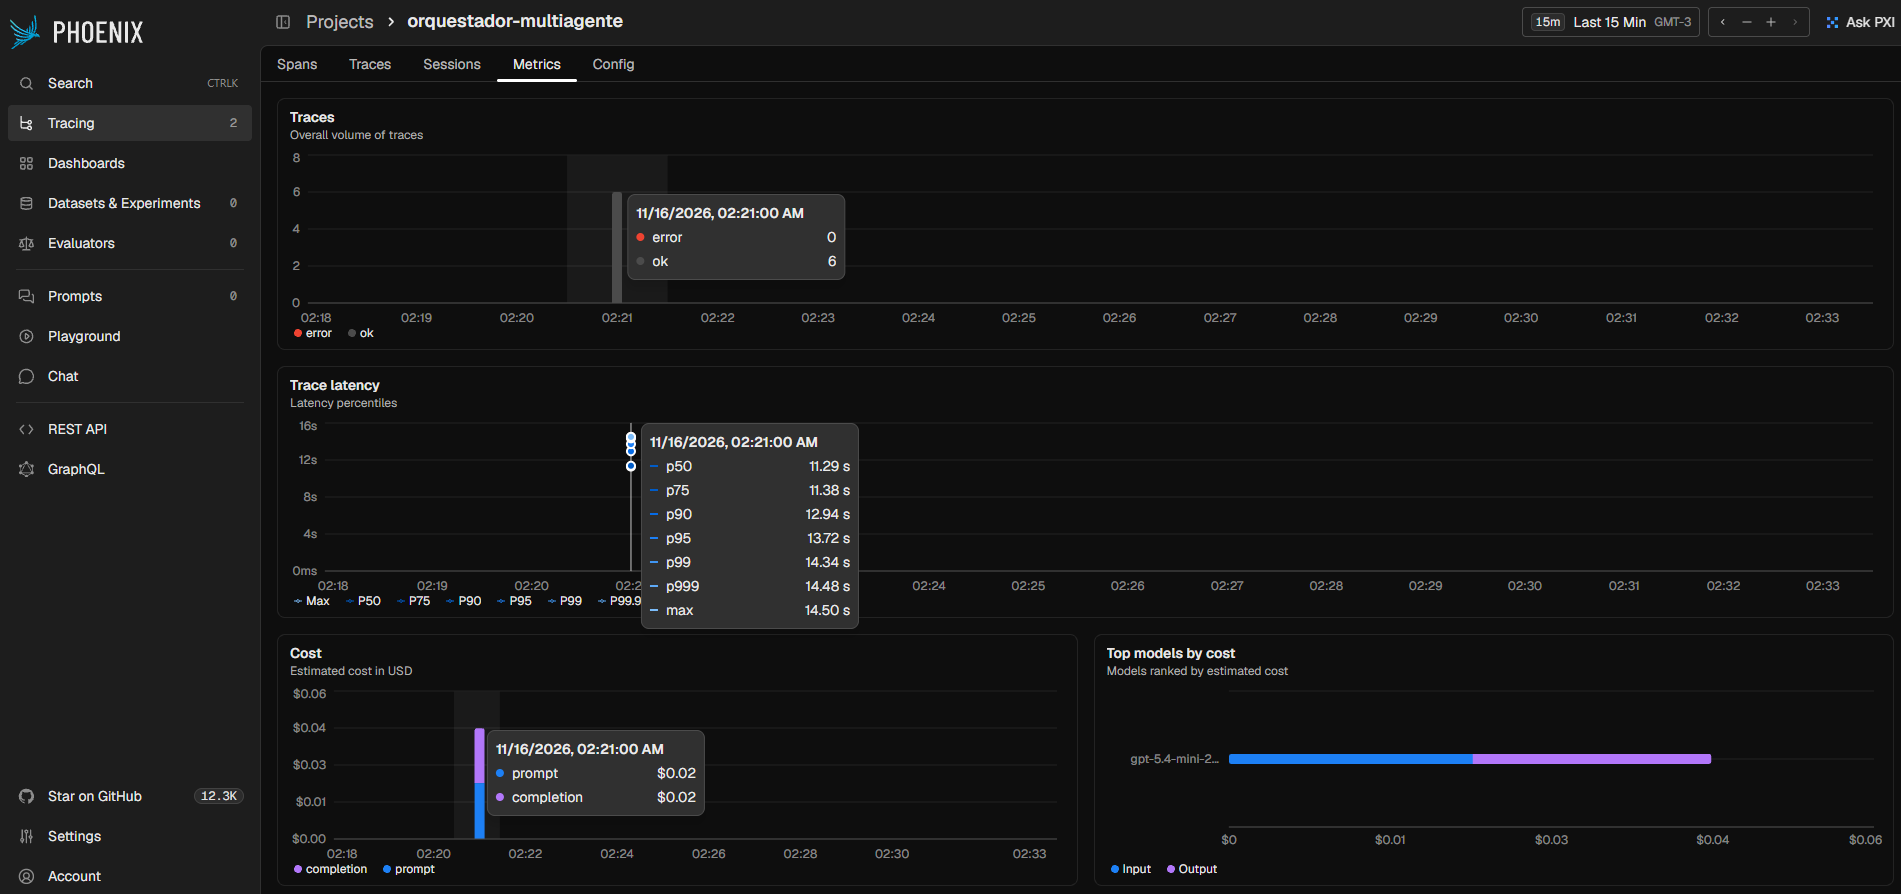 PHOENIX
Search CTRLK
Tracing 2
Dashboards
Datasets & Experiments 0
Evaluators 0
Prompts 0
Playground
Chat
REST API
GraphQL
Star on GitHub 12.3K
Settings
Account
Projects › orquestador-multiagente
15m Last 15 Min GMT-3
Ask PXI
Spans Traces Sessions Metrics Config
Traces
Overall volume of traces
8
6
4
2
0
02:18 02:19 02:20 02:21 02:22 02:23 02:24 02:25 02:26 02:27 02:28 02:29 02:30 02:31 02:32 02:33
error ok
11/16/2026, 02:21:00 AM
error 0
ok 6
Trace latency
Latency percentiles
16s
12s
8s
4s
0ms
02:18 02:19 02:20 02:2 02:24 02:25 02:26 02:27 02:28 02:29 02:30 02:31 02:32 02:33
Max P50 P75 P90 P95 P99 P99.9
11/16/2026, 02:21:00 AM
p50 11.29 s
p75 11.38 s
p90 12.94 s
p95 13.72 s
p99 14.34 s
p999 14.48 s
max 14.50 s
Cost
Estimated cost in USD
$0.06
$0.04
$0.03
$0.01
$0.00
02:18 02:20 02:22 02:24 02:26 02:28 02:30 02:33
completion prompt
11/16/2026, 02:21:00 AM
prompt $0.02
completion $0.02
Top models by cost
Models ranked by estimated cost
gpt-5.4-mini-2...
$0 $0.01 $0.03 $0.04 $0.06
Input Output